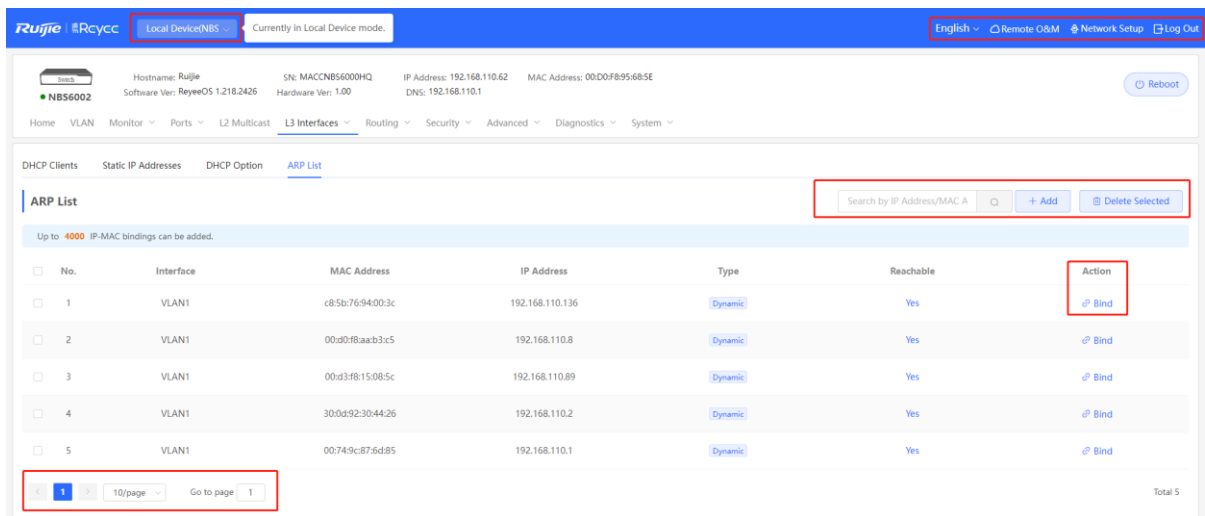 Ruijie | Rcycc Local Device(NBS Currently in Local Device mode. English Remote O&M Network Setup Log Out
Switch
NBS6002
Hostname: Ruijie SN: MACCNBS6000HQ IP Address: 192.168.110.62 MAC Address: 00:D0:F8:95:68:5E
Software Ver: ReyeeOS 1.218.2426 Hardware Ver: 1.00 DNS: 192.168.110.1
Reboot
Home VLAN Monitor Ports L2 Multicast L3 Interfaces Routing Security Advanced Diagnostics System
DHCP Clients Static IP Addresses DHCP Option ARP List
ARP List Search by IP Address/MAC A + Add Delete Selected
Up to 4000 IP-MAC bindings can be added.
No. Interface MAC Address IP Address Type Reachable Action
1 VLAN1 c8:5b:76:94:00:3c 192.168.110.136 Dynamic Yes Bind
2 VLAN1 00:d0:f8:aa:b3:c5 192.168.110.8 Dynamic Yes Bind
3 VLAN1 00:d3:f8:15:08:5c 192.168.110.89 Dynamic Yes Bind
4 VLAN1 30:0d:92:30:44:26 192.168.110.2 Dynamic Yes Bind
5 VLAN1 00:74:9c:87:6d:85 192.168.110.1 Dynamic Yes Bind
< 1 > 10/page Go to page 1 Total 5